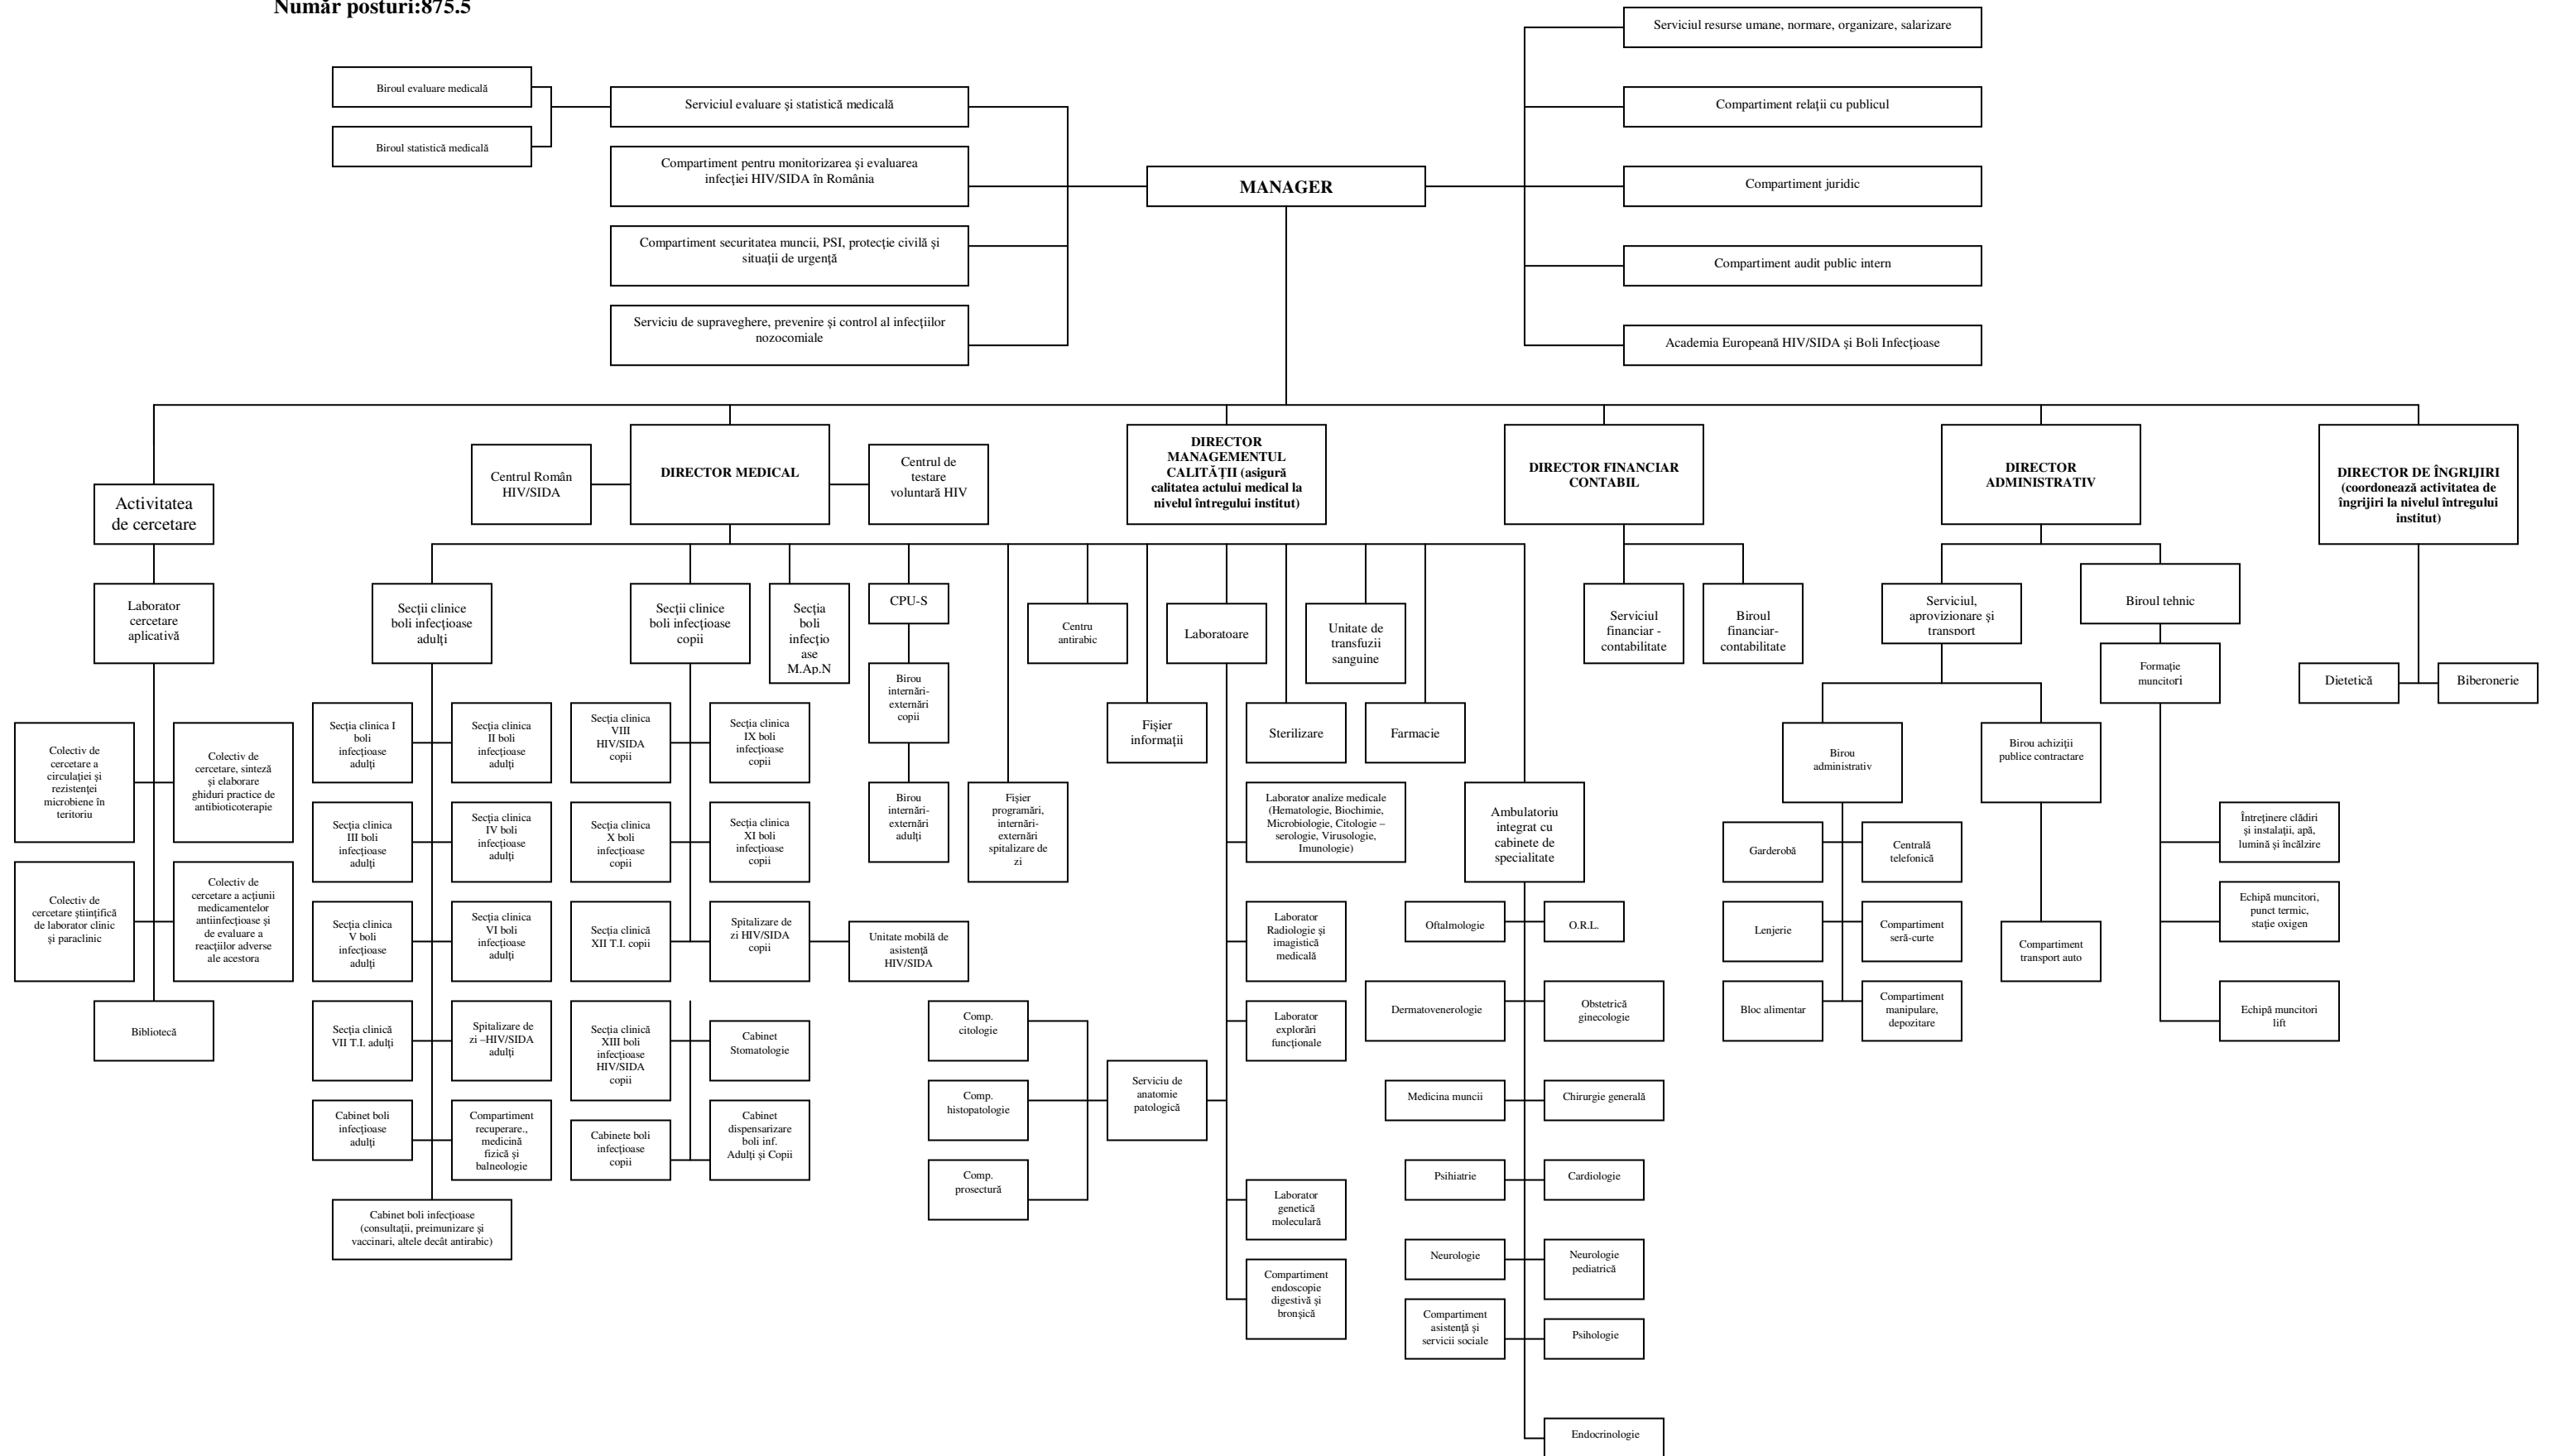 Număr posturi:875.5
Serviciul resurse umane, normare, organizare, salarizare
Biroul evaluare medicală
Serviciul evaluare și statistică medicală
Compartiment relații cu publicul
Biroul statistică medicală
Compartiment pentru monitorizarea și evaluarea
infecției HIV/SIDA în România
MANAGER
Compartiment juridic
Compartiment securitatea muncii, PSI, protecție civilă și
situații de urgență
Compartiment audit public intern
Serviciu de supraveghere, prevenire și control al infecțiilor
nozocomiale
Academia Europeană HIV/SIDA și Boli Infecțioase
Activitatea
de cercetare
Centrul Român
HIV/SIDA
DIRECTOR MEDICAL
Centrul de
testare
voluntară HIV
DIRECTOR
MANAGEMENTUL
CALITĂȚII (asigură
calitatea actului medical la
nivelul întregului institut)
DIRECTOR FINANCIAR
CONTABIL
DIRECTOR
ADMINISTRATIV
DIRECTOR DE ÎNGRIJIRI
(coordonează activitatea de
îngrijiri la nivelul întregului
institut)
Laborator
cercetare
aplicativă
Secții clinice
boli infecțioase
adulți
Secții clinice
boli infecțioase
copii
Secția
boli
infecțio
ase
M.Ap.N
CPU-S
Centru
antirabic
Laboratoare
Unitate de
transfuzii
sanguine
Serviciul
financiar -
contabilitate
Biroul
financiar-
contabilitate
Serviciul,
aprovizionare și
transport
Biroul tehnic
Formație
muncitori
Dietetică
Biberonerie
Birou
internări-
externări
copii
Birou
internări-
externări
adulți
Fișier
programări,
internări-
externări
spitalizare de
zi
Fișier
informații
Sterilizare
Farmacie
Colectiv de
cercetare a
circulației și
rezistenței
microbiene în
teritoriu
Colectiv de
cercetare, sinteză
și elaborare
ghiduri practice de
antibioticoterapie
Colectiv de
cercetare științifică
de laborator clinic
și paraclinic
Colectiv de
cercetare a acțiunii
medicamentelor
antiinfecțioase și
de evaluare a
reacțiilor adverse
ale acestora
Bibliotecă
Secția clinica I
boli
infecțioase
adulți
Secția clinica
II boli
infecțioase
adulți
Secția clinica
III boli
infecțioase
adulți
Secția clinica
IV boli
infecțioase
adulți
Secția clinica
V boli
infecțioase
adulți
Secția clinica
VI boli
infecțioase
adulți
Secția clinică
VII T.I. adulți
Spitalizare de
zi –HIV/SIDA
adulți
Cabinet boli
infecțioase
adulți
Compartiment
recuperare.,
medicină
fizică și
balneologie
Cabinet boli infecțioase
(consultații, preimunizare și
vaccinari, altele decât antirabic)
Secția clinica
VIII
HIV/SIDA
copii
Secția clinica
IX boli
infecțioase
copii
Secția clinica
X boli
infecțioase
copii
Secția clinica
XI boli
infecțioase
copii
Secția clinică
XII T.I. copii
Spitalizare de
zi HIV/SIDA
copii
Unitate mobilă de
asistență
HIV/SIDA
Secția clinică
XIII boli
infecțioase
HIV/SIDA
copii
Cabinet
Stomatologie
Cabinete boli
infecțioase
copii
Cabinet
dispensarizare
boli inf.
Adulți și Copii
Laborator analize medicale
(Hematologie, Biochimie,
Microbiologie, Citologie –
serologie, Virusologie,
Imunologie)
Laborator
Radiologie și
imagistică
medicală
Laborator
explorări
funcționale
Comp.
citologie
Comp.
histopatologie
Comp.
prosectură
Serviciu de
anatomie
patologică
Laborator
genetică
moleculară
Compartiment
endoscopie
digestivă și
bronșică
Ambulatoriu
integrat cu
cabinete de
specialitate
Oftalmologie
O.R.L.
Dermatovenerologie
Obstetrică
ginecologie
Medicina muncii
Chirurgie generală
Psihiatrie
Cardiologie
Neurologie
Neurologie
pediatrică
Compartiment
asistență și
servicii sociale
Psihologie
Endocrinologie
Birou
administrativ
Birou achiziții
publice contractare
Garderobă
Centrală
telefonică
Lenjerie
Compartiment
seră-curte
Bloc alimentar
Compartiment
manipulare,
depozitare
Compartiment
transport auto
Întreținere clădiri
și instalații, apă,
lumină și încălzire
Echipă muncitori,
punct termic,
stație oxigen
Echipă muncitori
lift